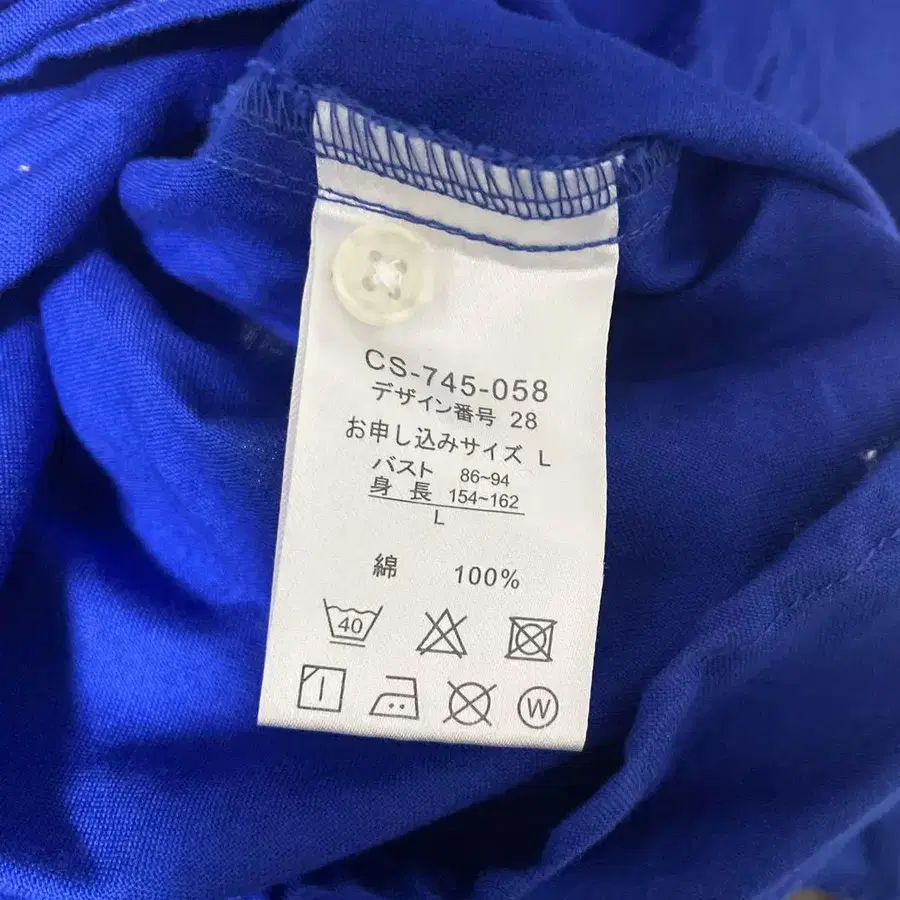 CS-745-058
デザイン番号 28
お申し込みサイズ L
バスト 86~94
身 長 154~162
L
綿 100%
40
W